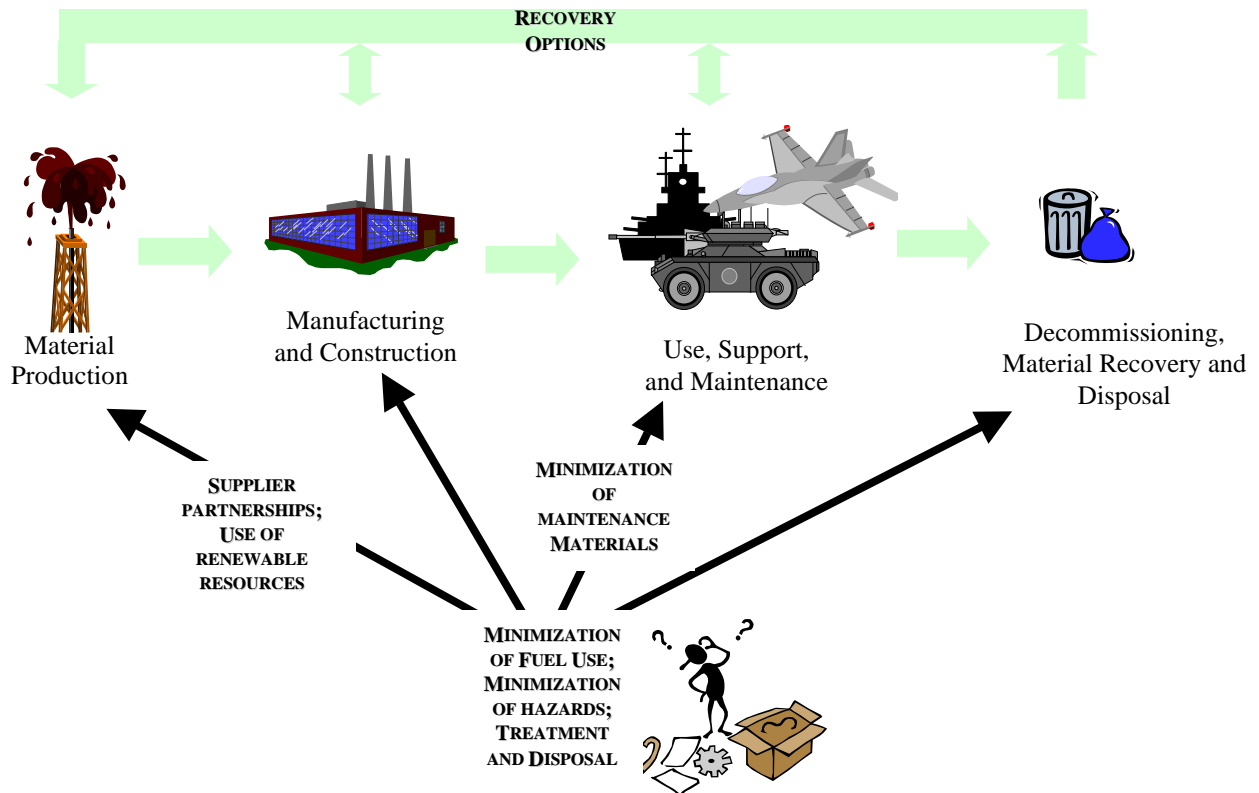 RECOVERY
OPTIONS
Material
Production
Manufacturing
and Construction
Use, Support,
and Maintenance
Decommissioning,
Material Recovery and
Disposal
SUPPLIER
PARTNERSHIPS;
USE OF
RENEWABLE
RESOURCES
MINIMIZATION
OF
MAINTENANCE
MATERIALS
MINIMIZATION
OF FUEL USE;
MINIMIZATION
OF HAZARDS;
TREATMENT
AND DISPOSAL
? ?